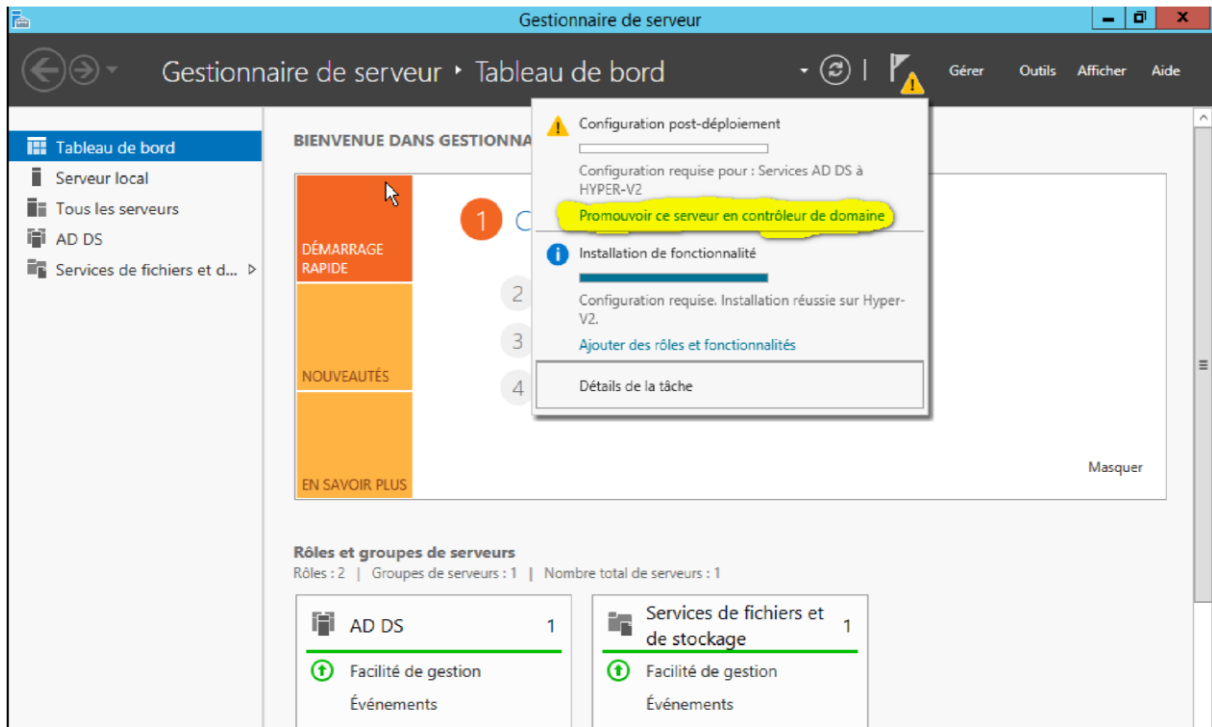 Gestionnaire de serveur
Gestionnaire de serveur • Tableau de bord
Gérer Outils Afficher Aide
Tableau de bord
Serveur local
Tous les serveurs
AD DS
Services de fichiers et d...
BIENVENUE DANS GESTIONNA
DÉMARRAGE
RAPIDE
NOUVEAUTÉS
EN SAVOIR PLUS
1 C
2
3
4
Configuration post-déploiement
Configuration requise pour : Services AD DS à
HYPER-V2
Promouvoir ce serveur en contrôleur de domaine
Installation de fonctionnalité
Configuration requise. Installation réussie sur Hyper-
V2.
Ajouter des rôles et fonctionnalités
Détails de la tâche
Masquer
Rôles et groupes de serveurs
Rôles : 2 | Groupes de serveurs : 1 | Nombre total de serveurs : 1
AD DS 1
Facilité de gestion
Événements
Services de fichiers et
de stockage 1
Facilité de gestion
Événements